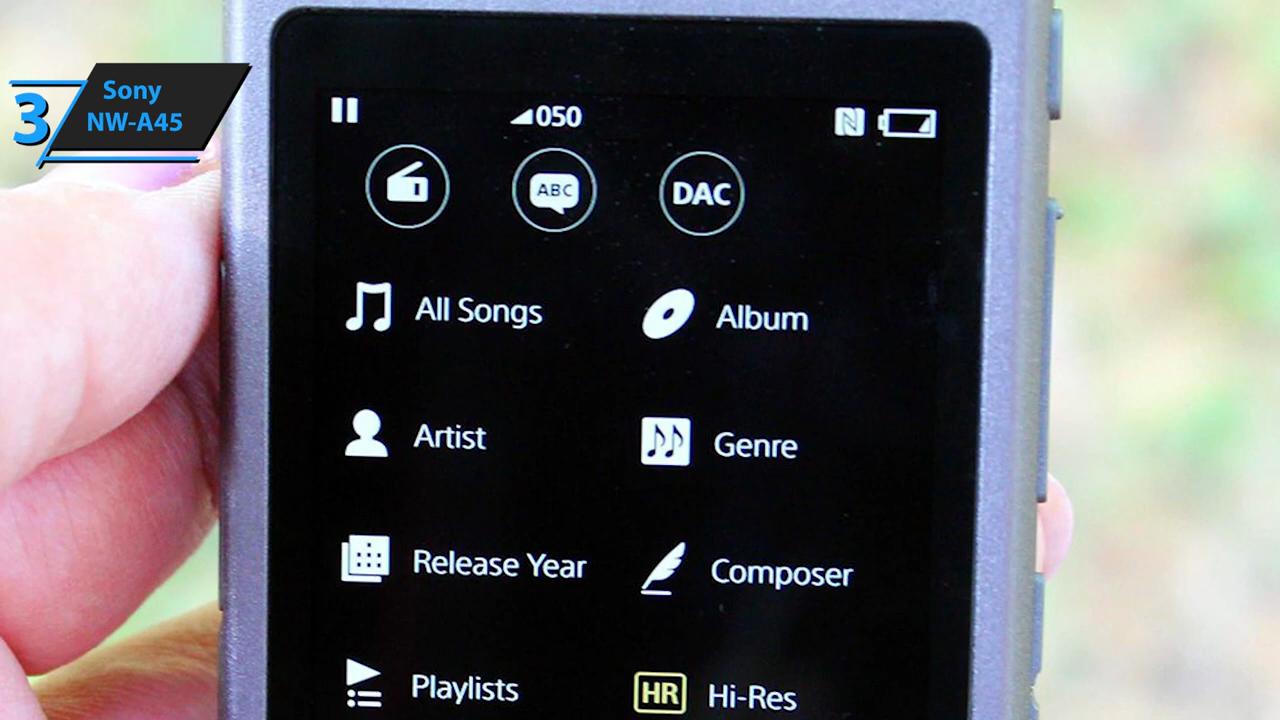 3
Sony
NW-A45
050
N
ABC
DAC
All Songs
Album
Artist
Genre
Release Year
Composer
Playlists
HR
Hi-Res